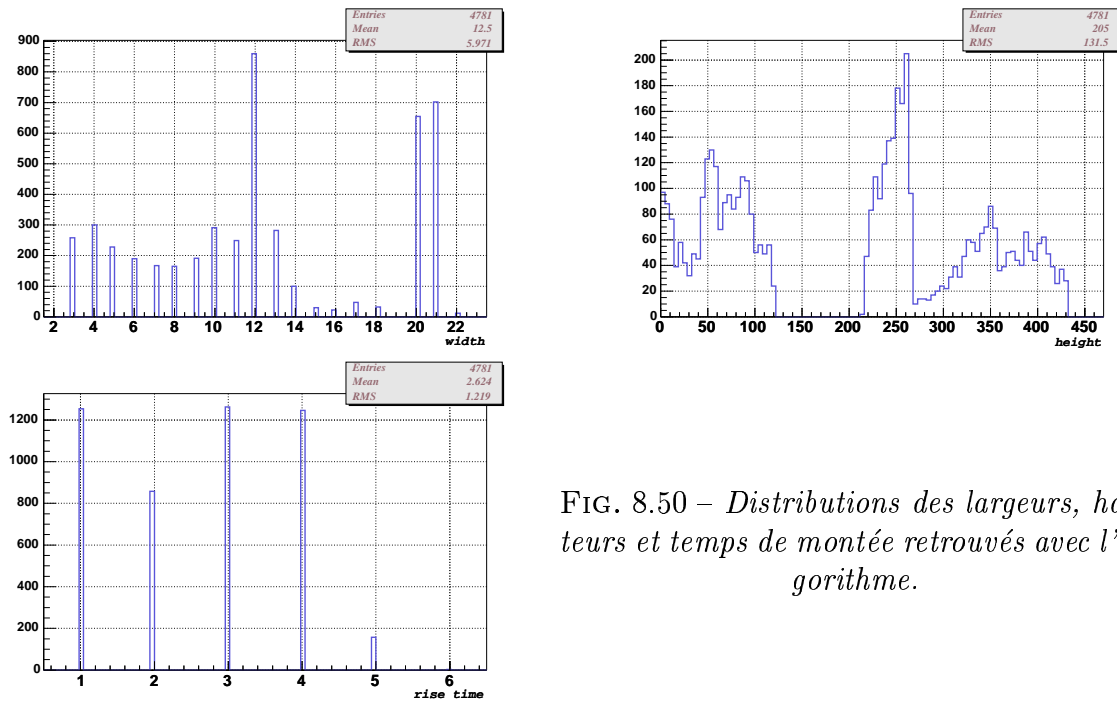 Entries 4781
Mean 12.5
RMS 5.971
900
800
700
600
500
400
300
200
100
0
2 4 6 8 10 12 14 16 18 20 22
width
Entries 4781
Mean 205
RMS 131.5
200
180
160
140
120
100
80
60
40
20
0
0 50 100 150 200 250 300 350 400 450
height
Entries 4781
Mean 2.624
RMS 1.219
1200
1000
800
600
400
200
0
1 2 3 4 5 6
rise time
FIG. 8.50 – Distributions des largeurs, ho
teurs et temps de montée retrouvés avec l'
gorithme.